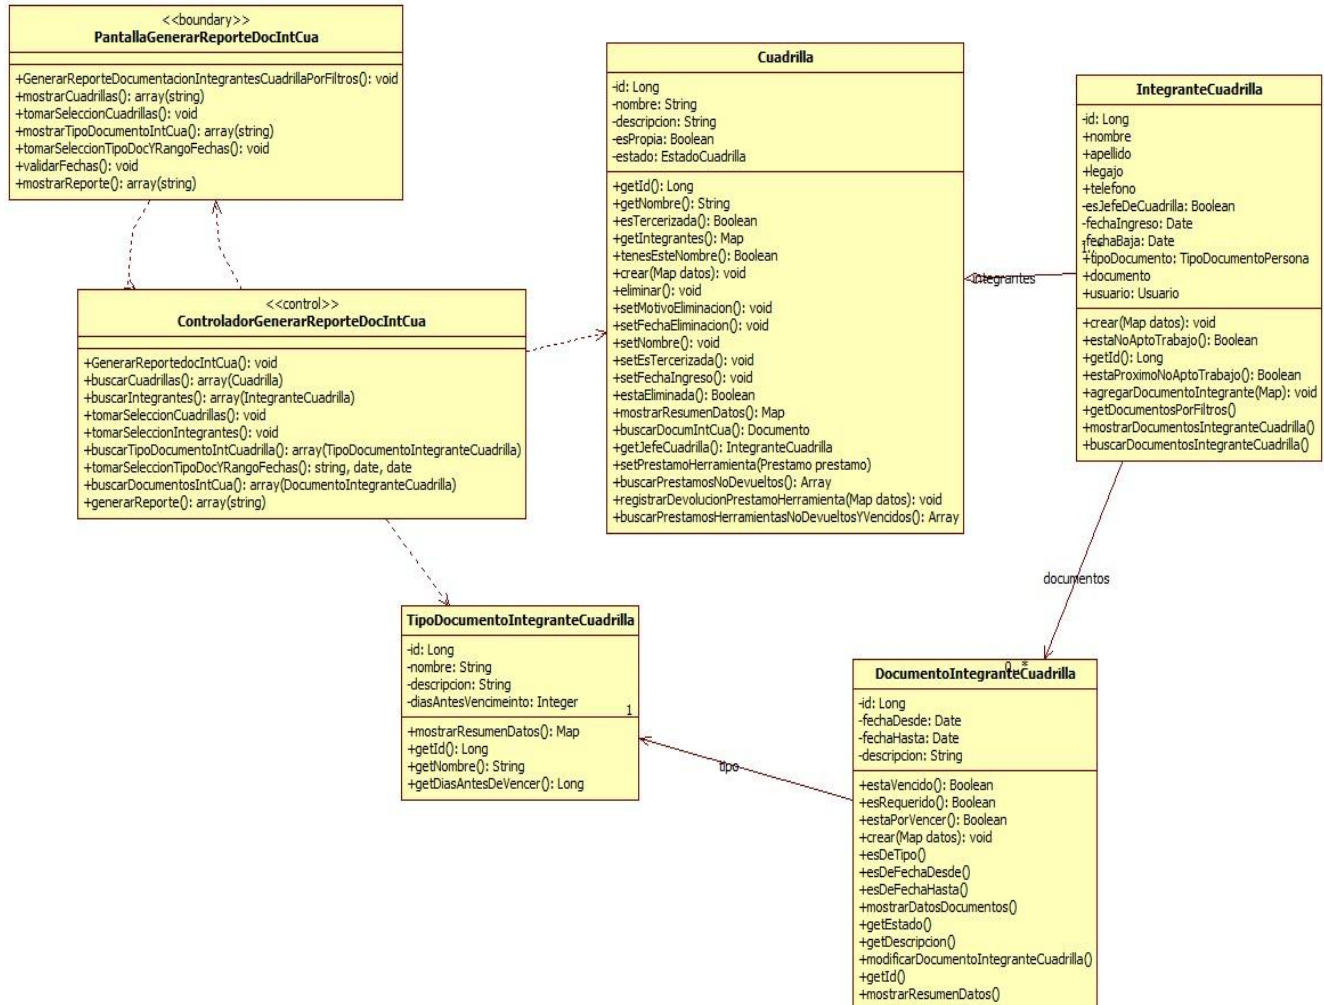 <<boundary>>
PantallaGenerarReporteDocIntCua
+GenerarReporteDocumentacionIntegrantesCuadrillaPorFiltros(): void
+mostrarCuadrillas(): array(string)
+tomarSeleccionCuadrillas(): void
+mostrarTipoDocumentoIntCua(): array(string)
+tomarSeleccionTipoDocYRangoFechas(): void
+validarFechas(): void
+mostrarReporte(): array(string)
<<control>>
ControladorGenerarReporteDocIntCua
+GenerarReportedocIntCua(): void
+buscarCuadrillas(): array(Cuadrilla)
+buscarIntegrantes(): array(IntegranteCuadrilla)
+tomarSeleccionCuadrillas(): void
+tomarSeleccionIntegrantes(): void
+buscarTipoDocumentoIntCuadrilla(): array(TipoDocumentoIntegranteCuadrilla)
+tomarSeleccionTipoDocYRangoFechas(): string, date, date
+buscarDocumentosIntCua(): array(DocumentoIntegranteCuadrilla)
+generarReporte(): array(string)
Cuadrilla
-id: Long
-nombre: String
-descripcion: String
-esPropia: Boolean
-estado: EstadoCuadrilla
+getId(): Long
+getNombre(): String
+esTercerizada(): Boolean
+getIntegrantes(): Map
+tenesEsteNombre(): Boolean
+crear(Map datos): void
+eliminar(): void
+setMotivoEliminacion(): void
+setFechaEliminacion(): void
+setNombre(): void
+setEsTercerizada(): void
+setFechaIngreso(): void
+estaEliminada(): Boolean
+mostrarResumenDatos(): Map
+buscarDocumIntCua(): Documento
+getJefeCuadrilla(): IntegranteCuadrilla
+setPrestamoHerramienta(Prestamo prestamo)
+buscarPrestamosNoDevueltos(): Array
+registrarDevolucionPrestamoHerramienta(Map datos): void
+buscarPrestamosHerramientasNoDevueltosYVencidos(): Array
integrantes
IntegranteCuadrilla
-id: Long
+nombre
+apellido
+legajo
+telefono
-esJefeDeCuadrilla: Boolean
-fechaIngreso: Date
-fechaBaja: Date
1..*
+tipoDocumento: TipoDocumentoPersona
+documento
+usuario: Usuario
+crear(Map datos): void
+estaNoAptoTrabajo(): Boolean
+getId(): Long
+estaProximoNoAptoTrabajo(): Boolean
+agregarDocumentoIntegrante(Map): void
+getDocumentosPorFiltros()
+mostrarDocumentosIntegranteCuadrilla()
+buscarDocumentosIntegranteCuadrilla()
documentos
TipoDocumentoIntegranteCuadrilla
-id: Long
-nombre: String
-descripcion: String
-diasAntesVencimeinto: Integer
1
+mostrarResumenDatos(): Map
+getId(): Long
+getNombre(): String
+getDiasAntesDeVencer(): Long
tipo
0..*
DocumentoIntegranteCuadrilla
-id: Long
-fechaDesde: Date
-fechaHasta: Date
-descripcion: String
+estaVencido(): Boolean
+esRequerido(): Boolean
+estaPorVencer(): Boolean
+crear(Map datos): void
+esDeTipo()
+esDeFechaDesde()
+esDeFechaHasta()
+mostrarDatosDocumentos()
+getEstado()
+getDescripcion()
+modificarDocumentoIntegranteCuadrilla()
+getId()
+mostrarResumenDatos()